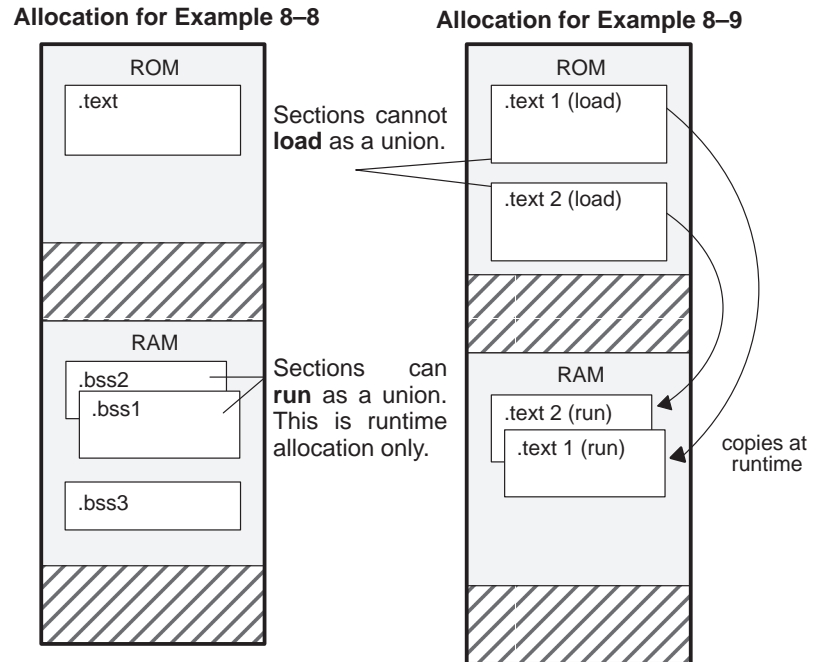 Allocation for Example 8–8
ROM
.text
RAM
.bss2
.bss1
.bss3
Sections cannot
load as a union.
Sections can
run as a union.
This is runtime
allocation only.
Allocation for Example 8–9
ROM
.text 1 (load)
.text 2 (load)
RAM
.text 2 (run)
.text 1 (run)
copies at
runtime